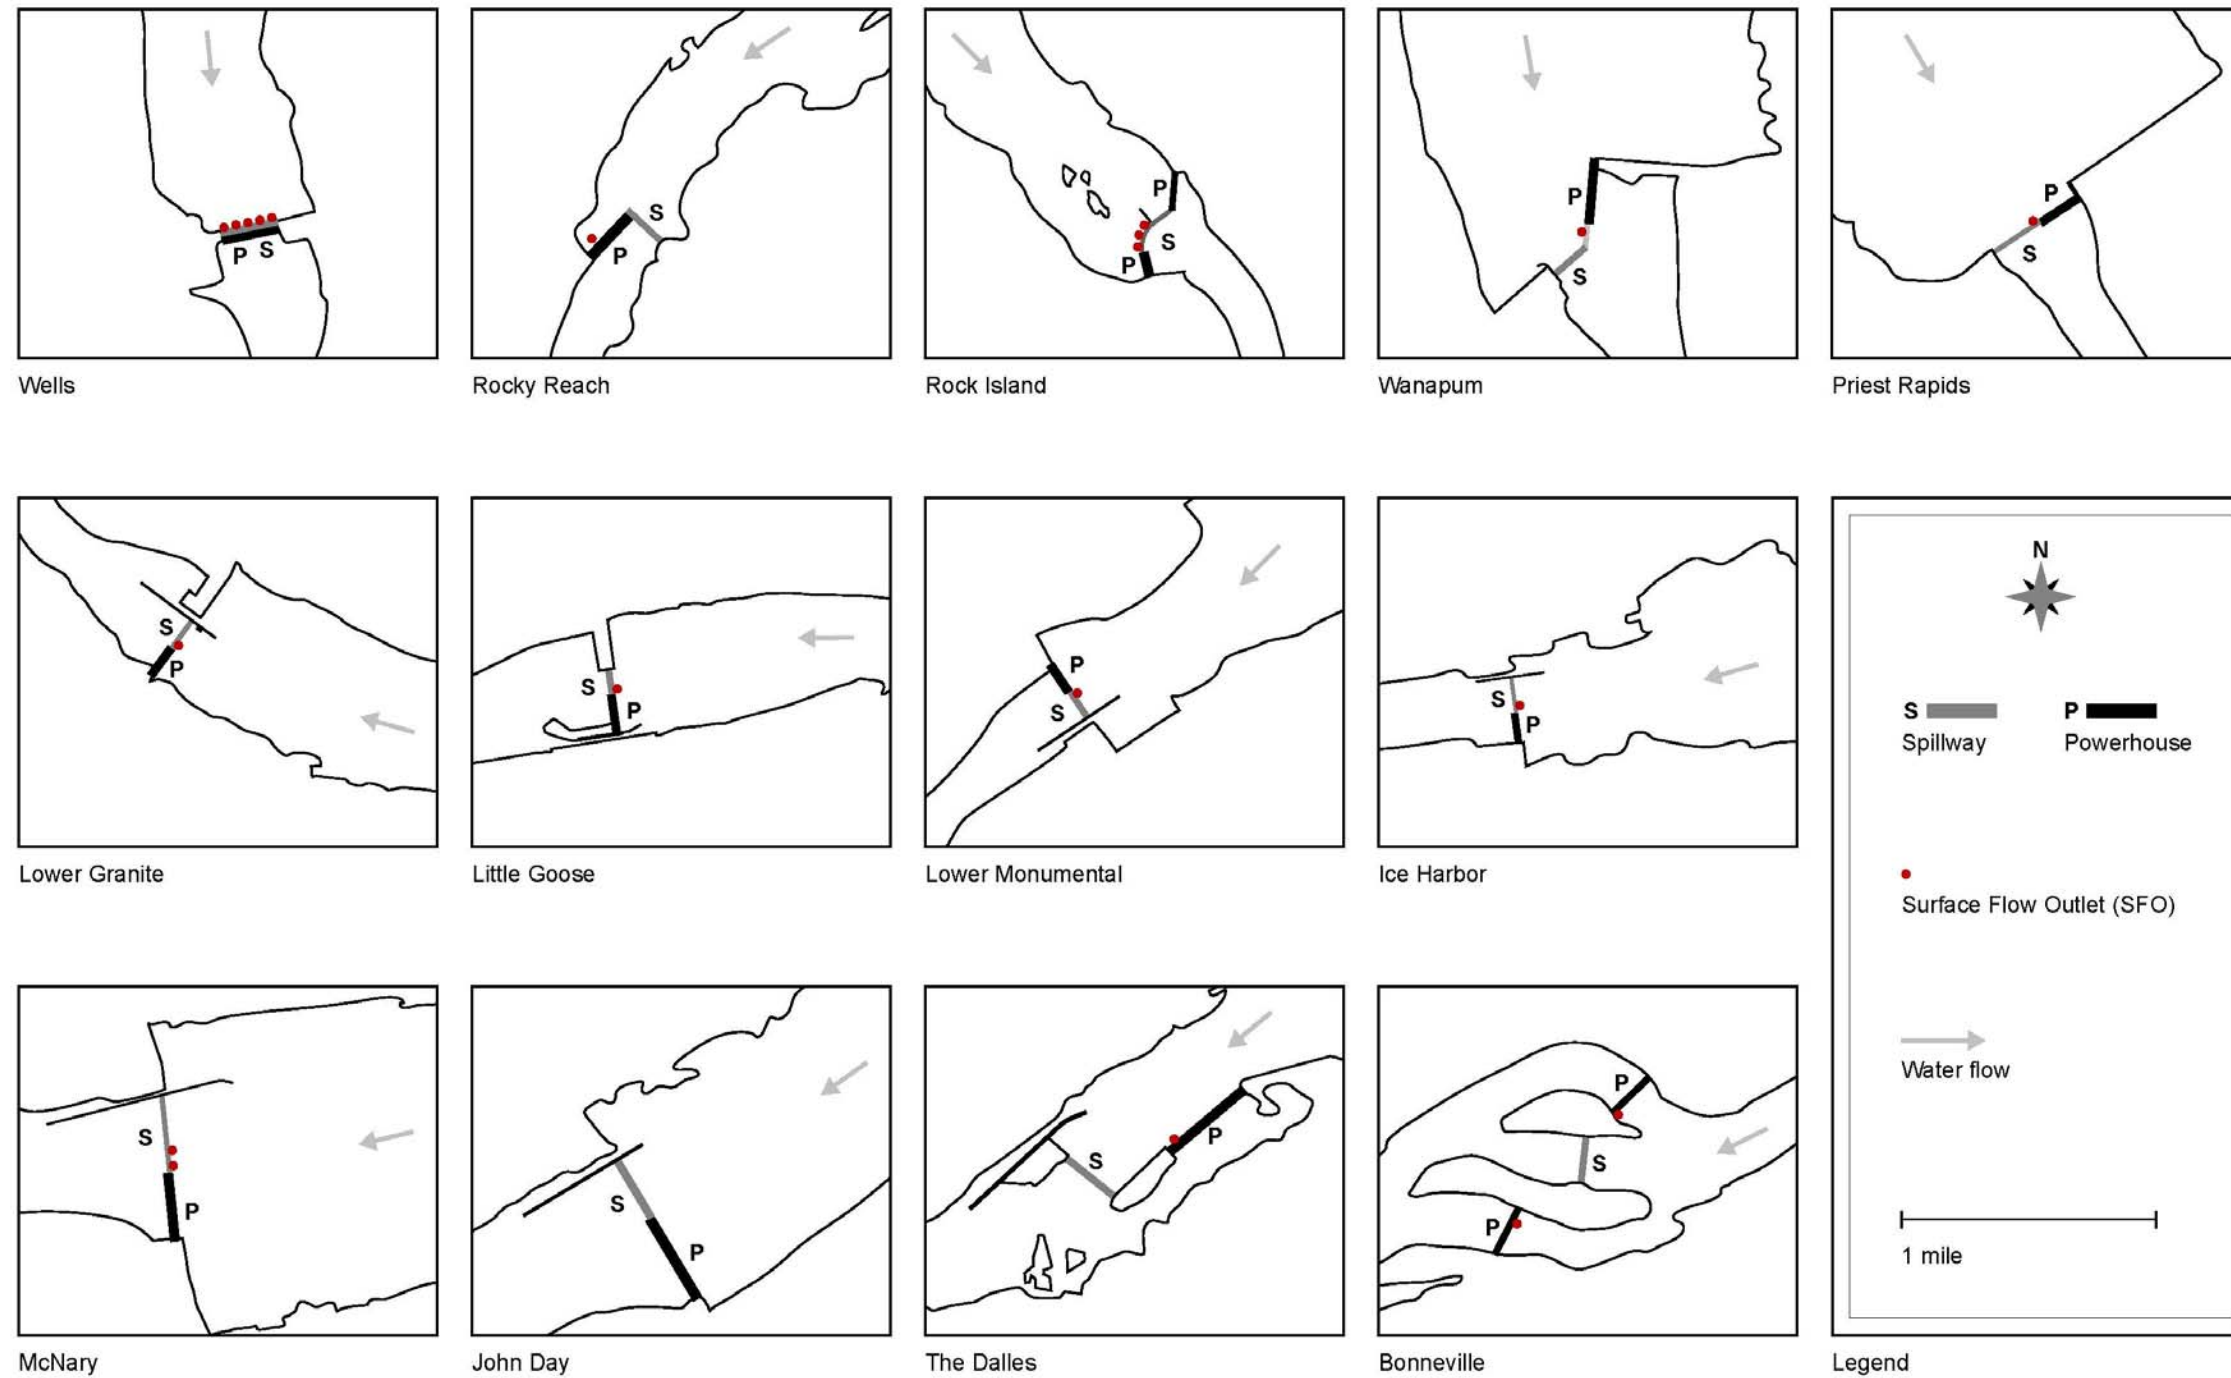 P S
Wells
S
P
Rocky Reach
P
S
P
Rock Island
P
S
Wanapum
P
S
Priest Rapids
S
P
Lower Granite
S
P
Little Goose
P
S
Lower Monumental
S
P
Ice Harbor
N
S P
Spillway Powerhouse
Surface Flow Outlet (SFO)
Water flow
1 mile
Legend
S
P
McNary
S
P
John Day
P
S
The Dalles
P
S
P
Bonneville